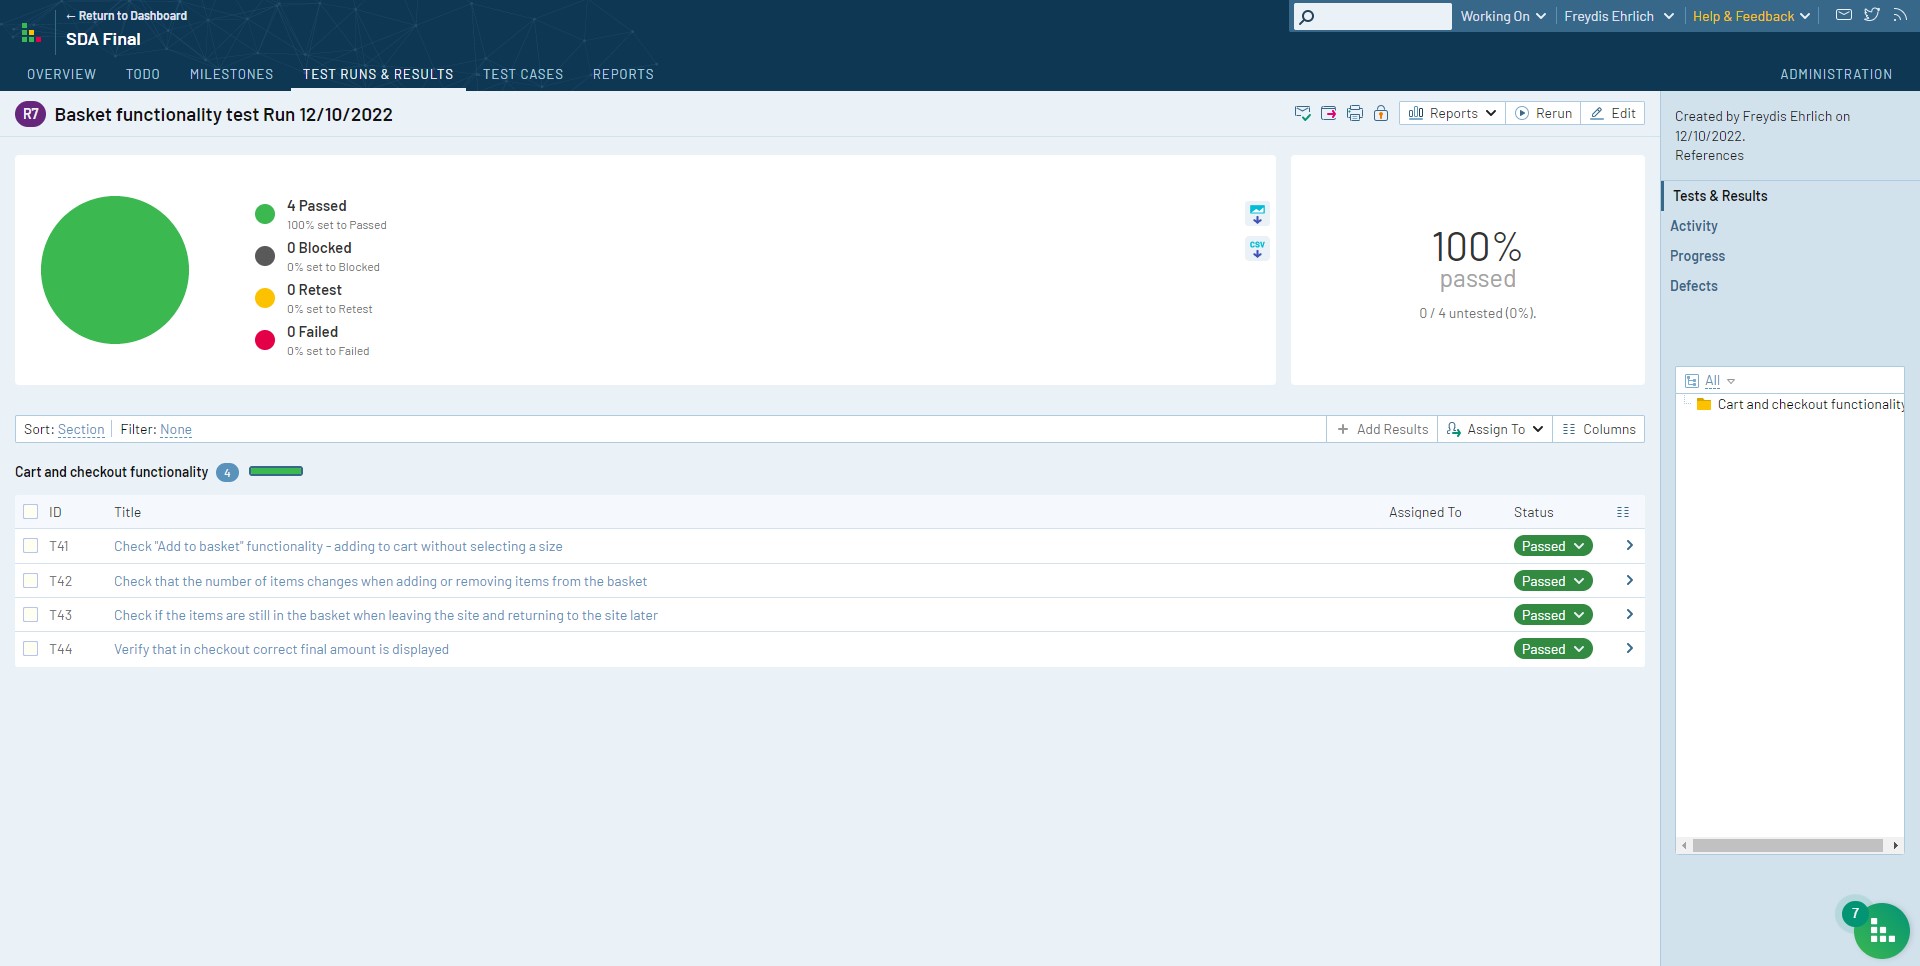 ← Return to Dashboard
SDA Final
Working On
Freydis Ehrlich
Help & Feedback
OVERVIEW
TODO
MILESTONES
TEST RUNS & RESULTS
TEST CASES
REPORTS
ADMINISTRATION
R7 Basket functionality test Run 12/10/2022
Reports
Rerun
Edit
4 Passed
100% set to Passed
0 Blocked
0% set to Blocked
0 Retest
0% set to Retest
0 Failed
0% set to Failed
CSV
100%
passed
0 / 4 untested (0%).
Sort: Section
Filter: None
+ Add Results
Assign To
Columns
Cart and checkout functionality 4
ID Title Assigned To Status
T41 Check "Add to basket" functionality - adding to cart without selecting a size Passed
T42 Check that the number of items changes when adding or removing items from the basket Passed
T43 Check if the items are still in the basket when leaving the site and returning to the site later Passed
T44 Verify that in checkout correct final amount is displayed Passed
Created by Freydis Ehrlich on
12/10/2022.
References
Tests & Results
Activity
Progress
Defects
All
Cart and checkout functionality
7